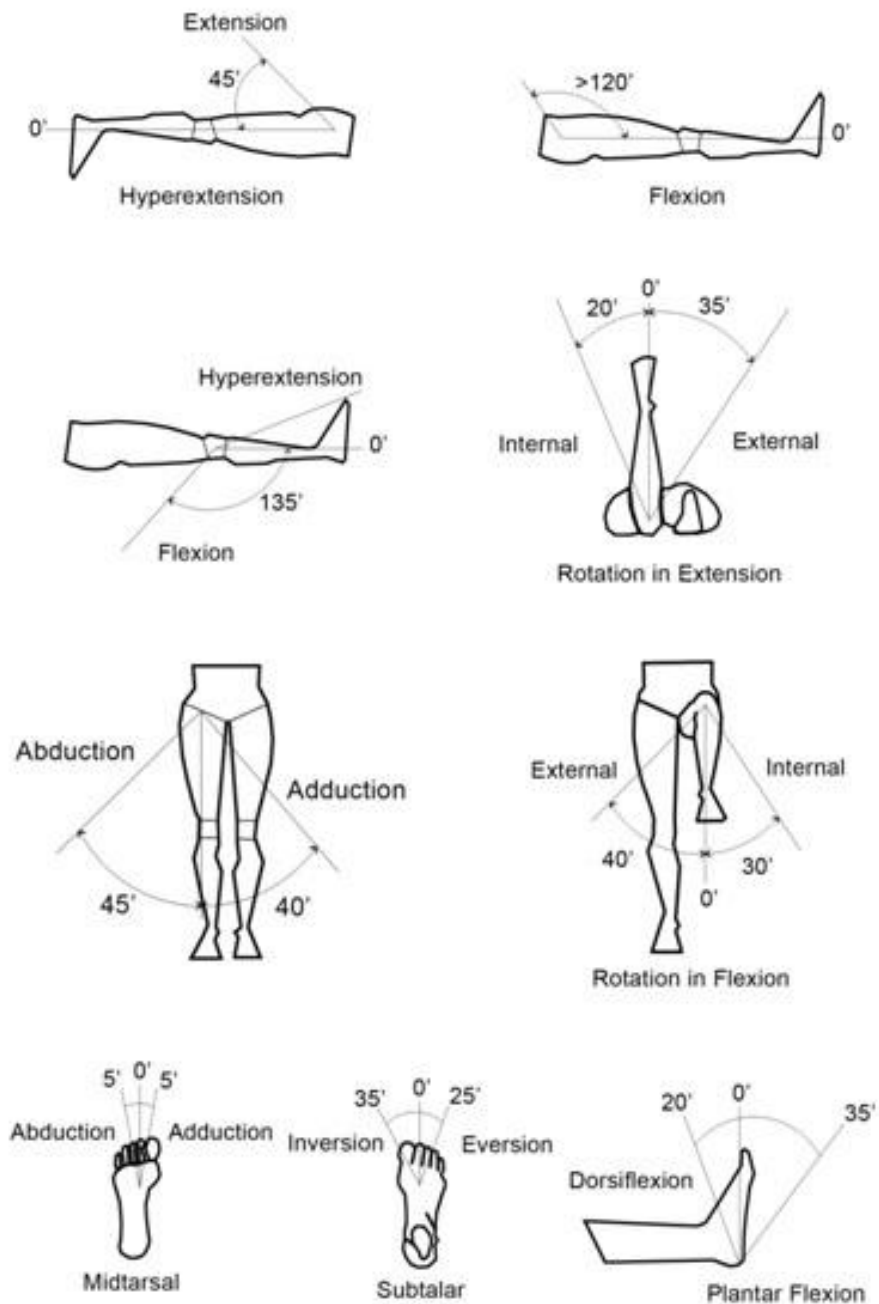 Extension
45'
0'
Hyperextension
>120'
0'
Flexion
Hyperextension
0'
135'
Flexion
0'
20'
35'
Internal
External
Rotation in Extension
Abduction
Adduction
45'
40'
External
Internal
40'
30'
0'
Rotation in Flexion
5'
0'
5'
Abduction
Adduction
Midtarsal
0'
35'
25'
Inversion
Eversion
Subtalar
0'
20'
35'
Dorsiflexion
Plantar Flexion